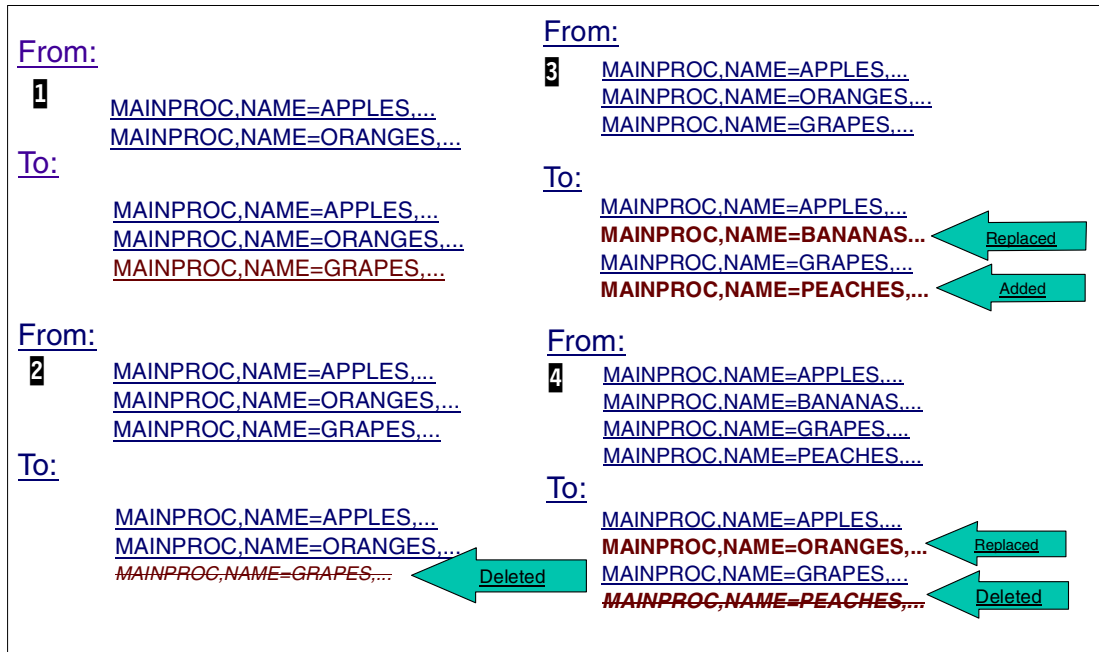 From:
1
MAINPROC,NAME=APPLES,...
MAINPROC,NAME=ORANGES,...
To:
MAINPROC,NAME=APPLES,...
MAINPROC,NAME=ORANGES,...
MAINPROC,NAME=GRAPES,...
From:
2
MAINPROC,NAME=APPLES,...
MAINPROC,NAME=ORANGES,...
MAINPROC,NAME=GRAPES,...
To:
MAINPROC,NAME=APPLES,...
MAINPROC,NAME=ORANGES,...
MAINPROC,NAME=GRAPES,...
Deleted
From:
3
MAINPROC,NAME=APPLES,...
MAINPROC,NAME=ORANGES,...
MAINPROC,NAME=GRAPES,...
To:
MAINPROC,NAME=APPLES,...
MAINPROC,NAME=BANANAS...
Replaced
MAINPROC,NAME=GRAPES,...
MAINPROC,NAME=PEACHES,...
Added
From:
4
MAINPROC,NAME=APPLES,...
MAINPROC,NAME=BANANAS,...
MAINPROC,NAME=GRAPES,...
MAINPROC,NAME=PEACHES,...
To:
MAINPROC,NAME=APPLES,...
MAINPROC,NAME=ORANGES,...
Replaced
MAINPROC,NAME=GRAPES,...
MAINPROC,NAME=PEACHES,...
Deleted